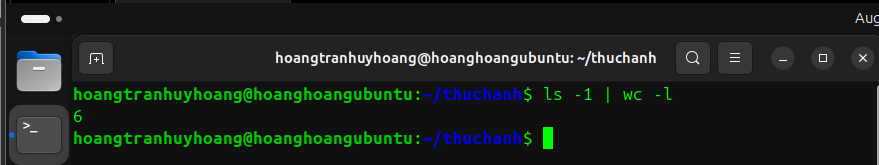 Aug
hoangtranhuyhoang@hoanghoangubuntu: ~/thuchanh
hoangtranhuyhoang@hoanghoangubuntu:~/thuchanh$ ls -1 | wc -l
6
hoangtranhuyhoang@hoanghoangubuntu:~/thuchanh$